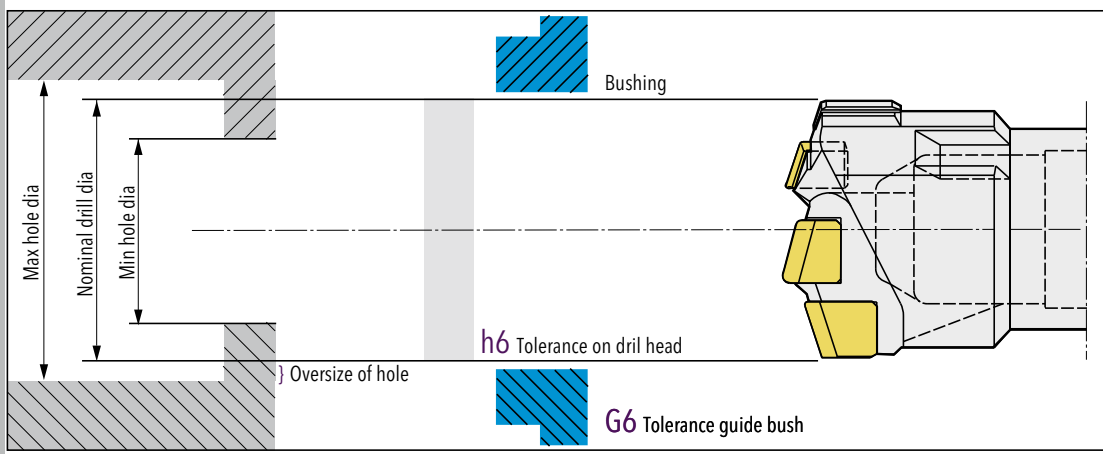 Bushing
Max hole dia
Nominal drill dia
Min hole dia
h6 Tolerance on dril head
} Oversize of hole
G6 Tolerance guide bush